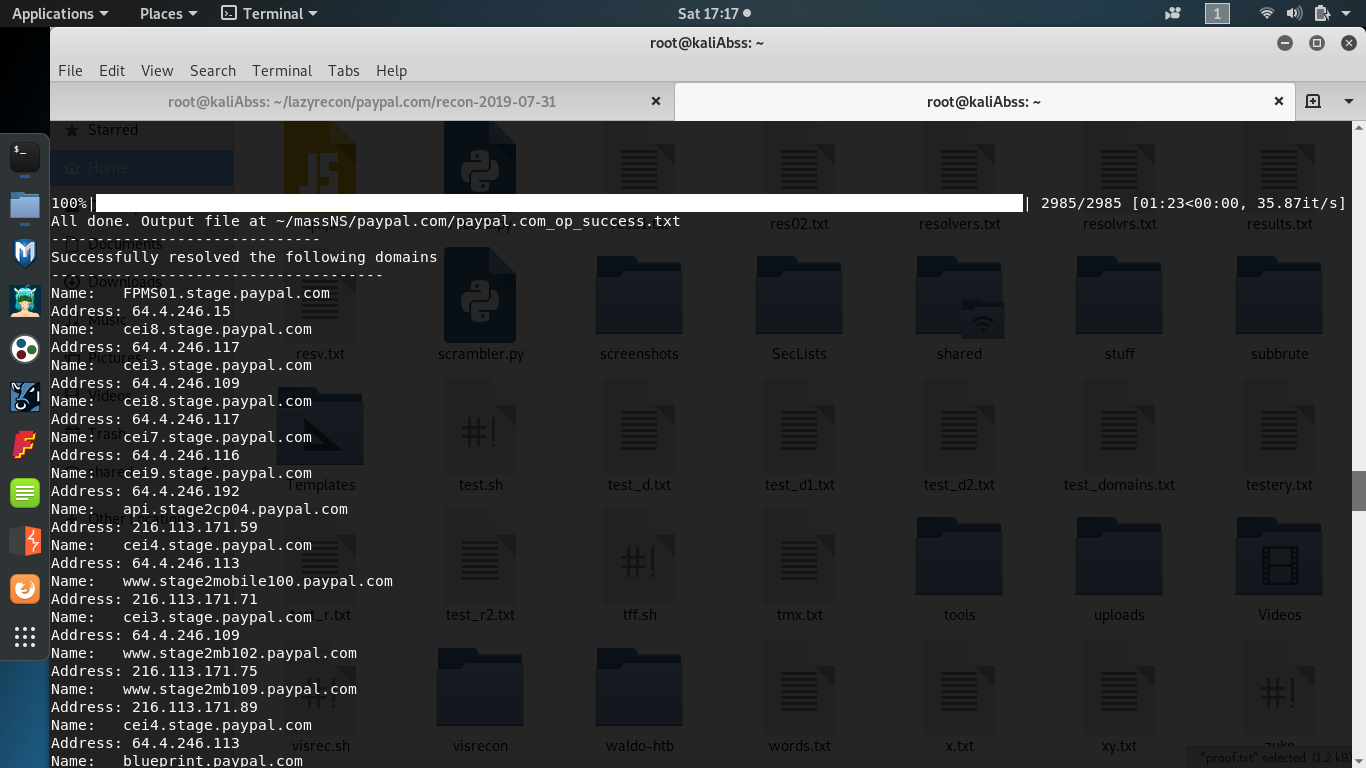 Applications Places Terminal Sat 17:17 1
root@kaliAbss: ~
File Edit View Search Terminal Tabs Help
root@kaliAbss: ~/lazyrecon/paypal.com/recon-2019-07-31 root@kaliAbss: ~
Starred
Home
100%| | 2985/2985 [01:23<00:00, 35.87it/s]
All done. Output file at ~/massNS/paypal.com/paypal.com_op_success.txt
------------------------------
Successfully resolved the following domains
-------------------------------------
Name: FPMS01.stage.paypal.com
Address: 64.4.246.15
Name: cei8.stage.paypal.com
Address: 64.4.246.117
Name: cei3.stage.paypal.com
Address: 64.4.246.109
Name: cei8.stage.paypal.com
Address: 64.4.246.117
Name: cei7.stage.paypal.com
Address: 64.4.246.116
Name: cei9.stage.paypal.com
Address: 64.4.246.192
Name: api.stage2cp04.paypal.com
Address: 216.113.171.59
Name: cei4.stage.paypal.com
Address: 64.4.246.113
Name: www.stage2mobile100.paypal.com
Address: 216.113.171.71
Name: cei3.stage.paypal.com
Address: 64.4.246.109
Name: www.stage2mb102.paypal.com
Address: 216.113.171.75
Name: www.stage2mb109.paypal.com
Address: 216.113.171.89
Name: cei4.stage.paypal.com
Address: 64.4.246.113
Name: blueprint.paypal.com
Documents
Downloads
Music
Pictures
Videos
Trash
Other Locations
JS
res02.txt resolvers.txt resolvrs.txt results.txt
resv.txt scrambler.py screenshots SecLists shared stuff subbrute
Templates test.sh test_d.txt test_d1.txt test_d2.txt test_domains.txt testery.txt
test_r.txt test_r2.txt tff.sh tmx.txt tools uploads Videos
visrec.sh visrecon waldo-htb words.txt x.txt xy.txt
"proof.txt" selected (1.2 kB)